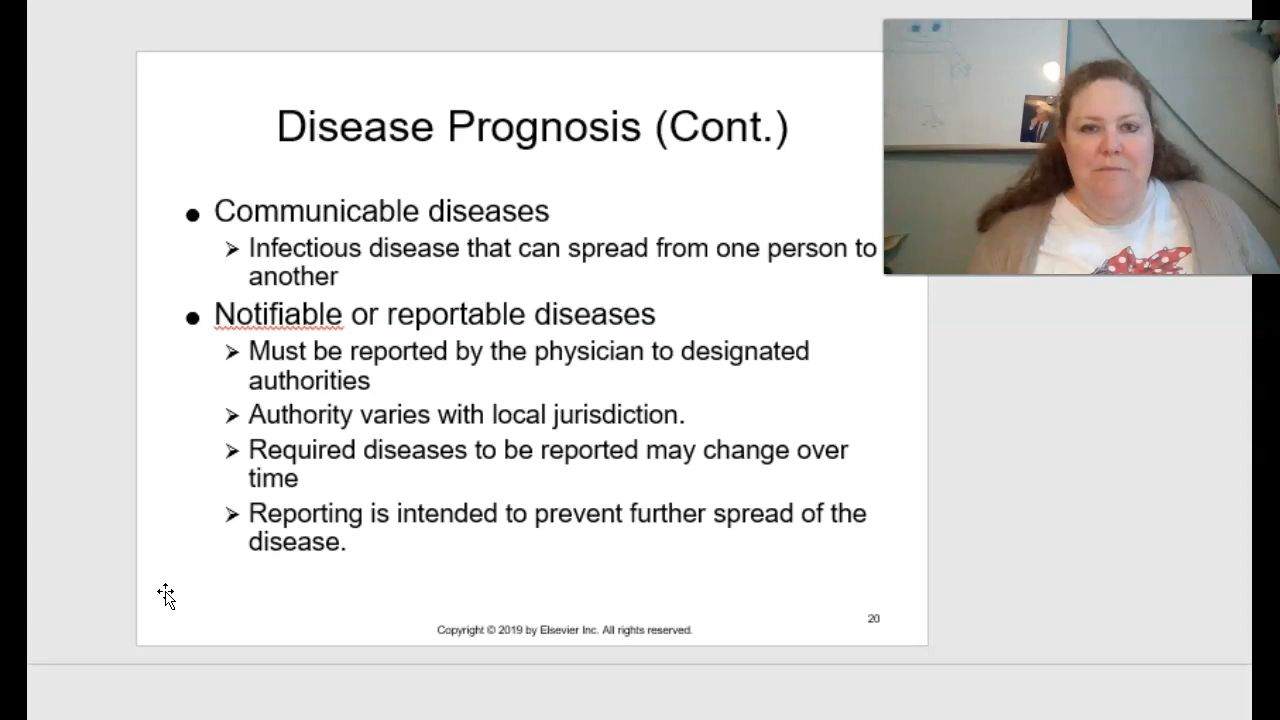 Disease Prognosis (Cont.)
● Communicable diseases
➢ Infectious disease that can spread from one person to
another
● Notifiable or reportable diseases
➢ Must be reported by the physician to designated
authorities
➢ Authority varies with local jurisdiction.
➢ Required diseases to be reported may change over
time
➢ Reporting is intended to prevent further spread of the
disease.
20
Copyright © 2019 by Elsevier Inc. All rights reserved.